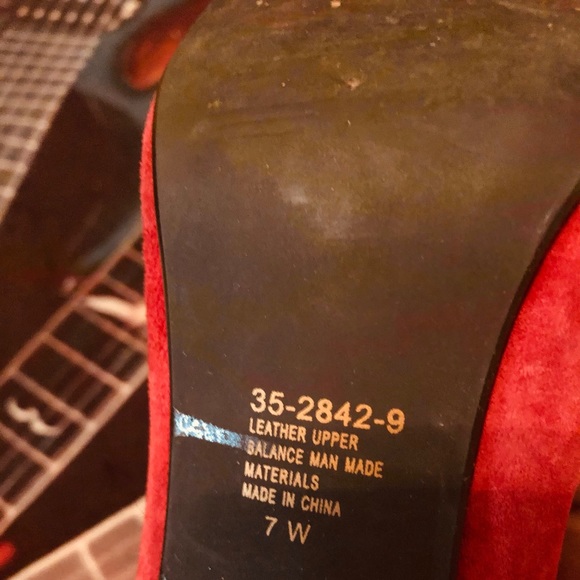 35-2842-9
LEATHER UPPER
BALANCE MAN MADE
MATERIALS
MADE IN CHINA
7 W